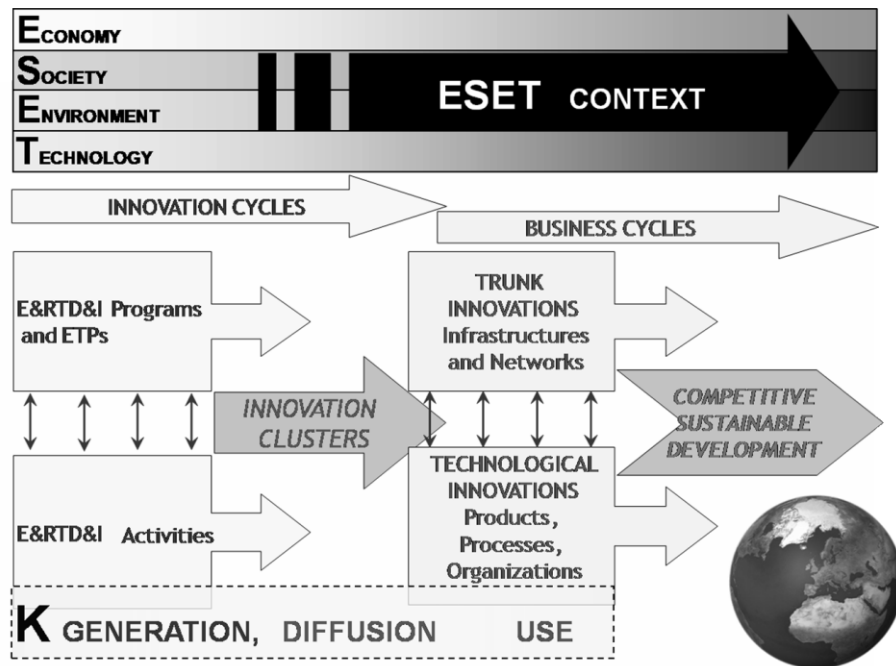 ECONOMY
SOCIETY
ENVIRONMENT
TECHNOLOGY
ESET CONTEXT
INNOVATION CYCLES
BUSINESS CYCLES
E&RTD&I Programs
and ETPs
TRUNK
INNOVATIONS
Infrastructures
and Networks
INNOVATION
CLUSTERS
COMPETITIVE
SUSTAINABLE
DEVELOPMENT
E&RTD&I Activities
TECHNOLOGICAL
INNOVATIONS
Products,
Processes,
Organizations
K GENERATION, DIFFUSION USE